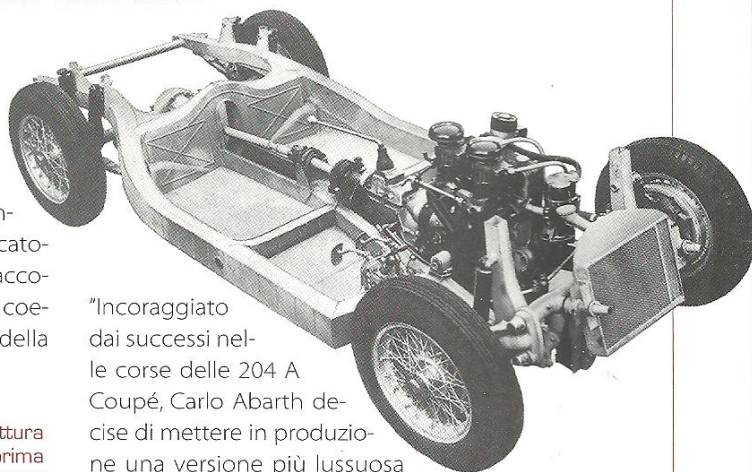 n-
cato-
acco-
coe-
della
ttura
prima
"Incoraggiato
dai successi nel-
le corse delle 204 A
Coupé, Carlo Abarth de-
cise di mettere in produzio-
ne una versione più lussuosa